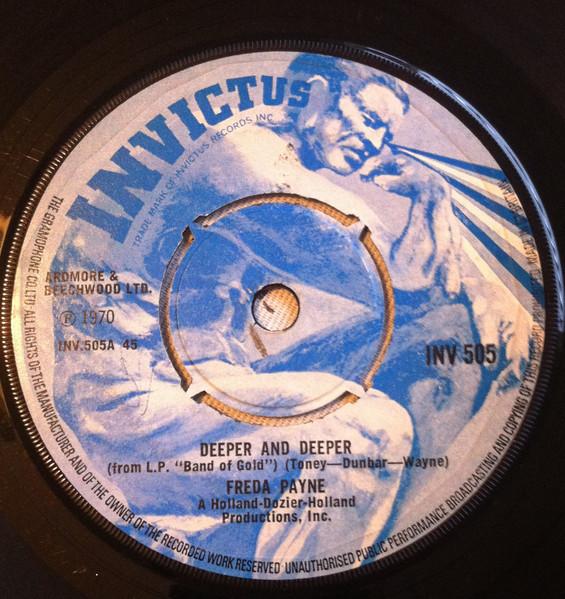 INVICTUS
TRADE MARK OF INVICTUS RECORDS INC
ARDMORE &
BEECHWOOD LTD.
Ⓟ 1970
INV.505A 45
INV 505
DEEPER AND DEEPER
(from L.P. "Band of Gold") (Toney—Dunbar—Wayne)
FREDA PAYNE
A Holland-Dozier-Holland
Productions, Inc.
THE GRAMOPHONE CO. LTD. ALL RIGHTS OF THE MANUFACTURER AND OF THE OWNER OF THE RECORDED WORK RESERVED UNAUTHORISED PUBLIC PERFORMANCE BROADCASTING AND COPYING OF THIS RECORD MADE IN